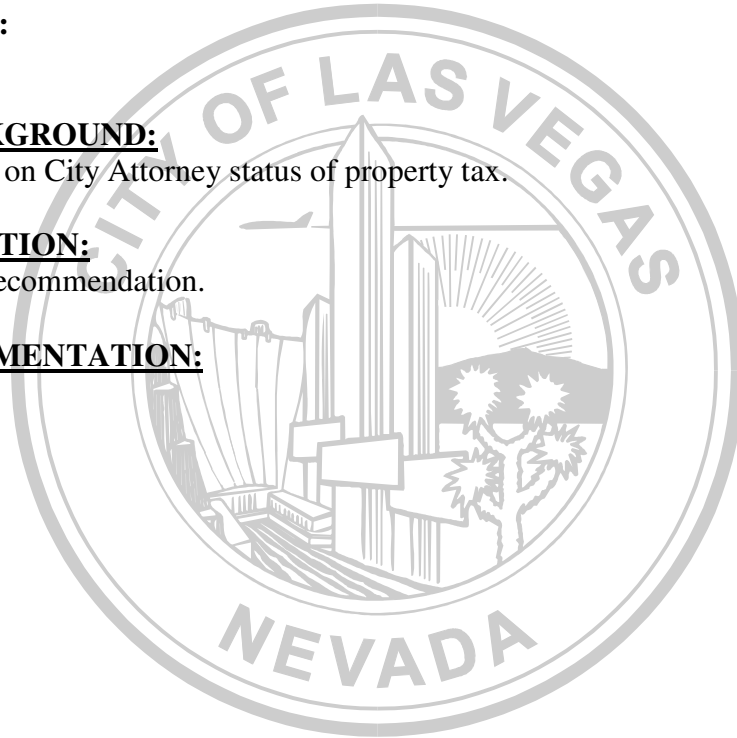 :
KGROUND:
on City Attorney status of property tax.
TION:
ecommendation.
MENTATION:
CITY OF LAS VEGAS
NEVADA